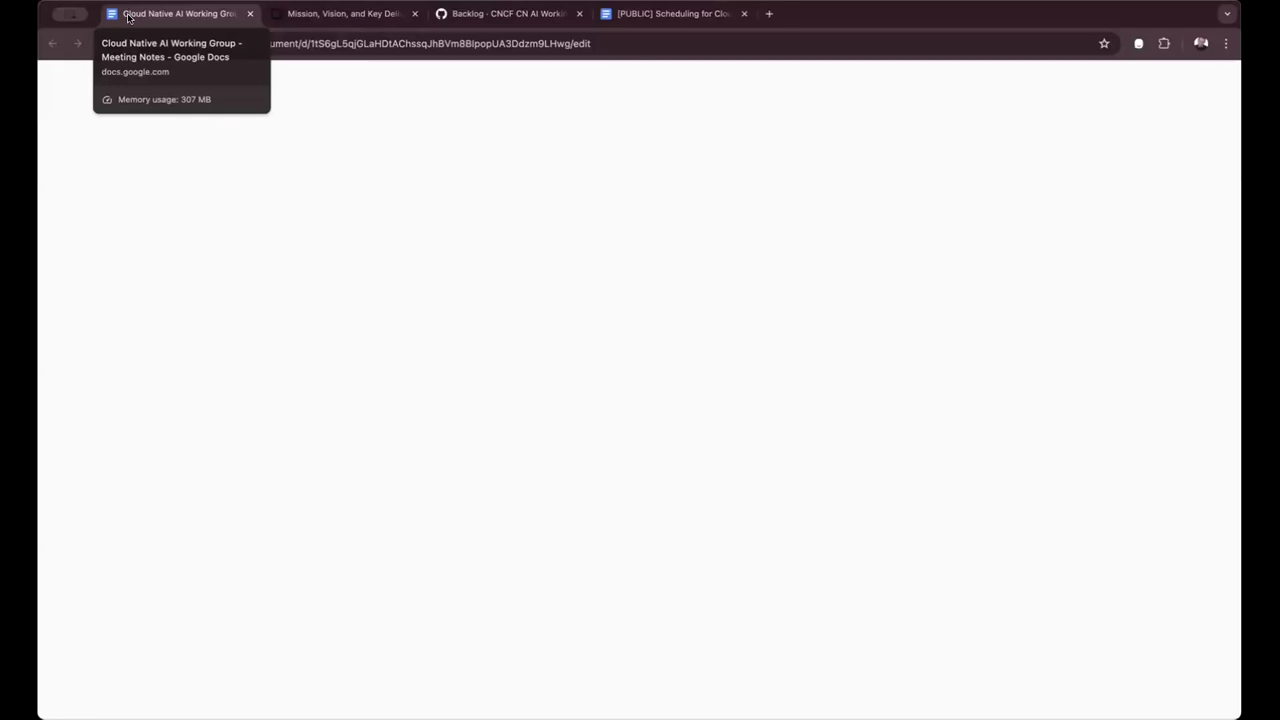 Cloud Native AI Working Gro
Mission, Vision, and Key Deli
Backlog - CNCF CN AI Workin
[PUBLIC] Scheduling for Clo
ument/d/1tS6gL5qjGLaHDtAChssqJhBVm8BlpopUA3Ddzm9LHwg/edit
Cloud Native AI Working Group -
Meeting Notes - Google Docs
docs.google.com
Memory usage: 307 MB